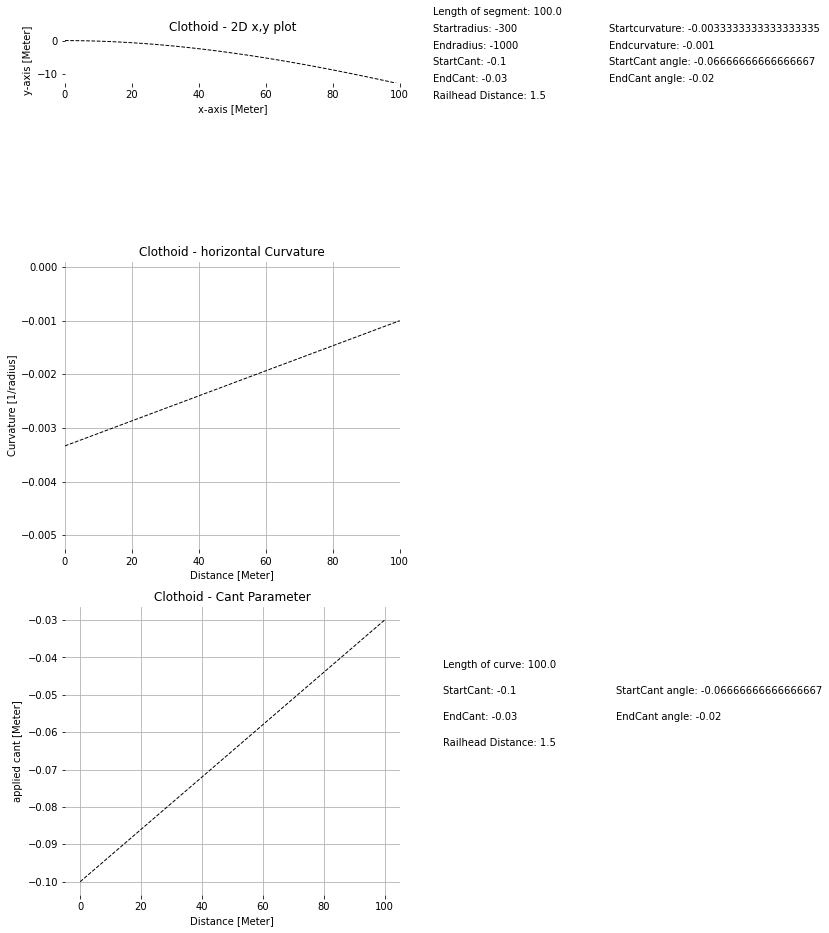 Clothoid - 2D x,y plot
y-axis [Meter]
0
−10
0 20 40 60 80 100
x-axis [Meter]
Length of segment: 100.0
Startradius: -300 Startcurvature: -0.0033333333333333335
Endradius: -1000 Endcurvature: -0.001
StartCant: -0.1 StartCant angle: -0.06666666666666667
EndCant: -0.03 EndCant angle: -0.02
Railhead Distance: 1.5
Clothoid - horizontal Curvature
Curvature [1/radius]
0.000
−0.001
−0.002
−0.003
−0.004
−0.005
0 20 40 60 80 100
Distance [Meter]
Clothoid - Cant Parameter
applied cant [Meter]
−0.03
−0.04
−0.05
−0.06
−0.07
−0.08
−0.09
−0.10
0 20 40 60 80 100
Distance [Meter]
Length of curve: 100.0
StartCant: -0.1 StartCant angle: -0.06666666666666667
EndCant: -0.03 EndCant angle: -0.02
Railhead Distance: 1.5